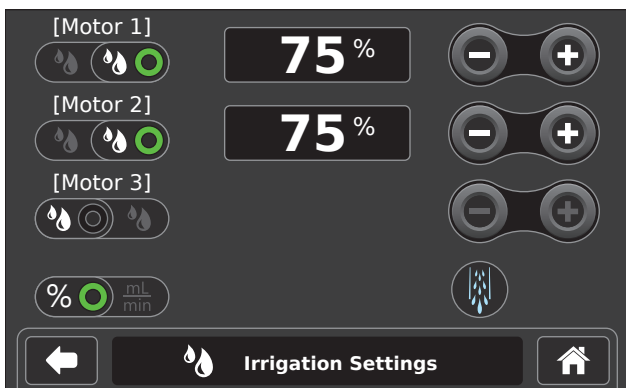 [Motor 1]
75 %
[Motor 2]
75 %
[Motor 3]
% mL
min
Irrigation Settings